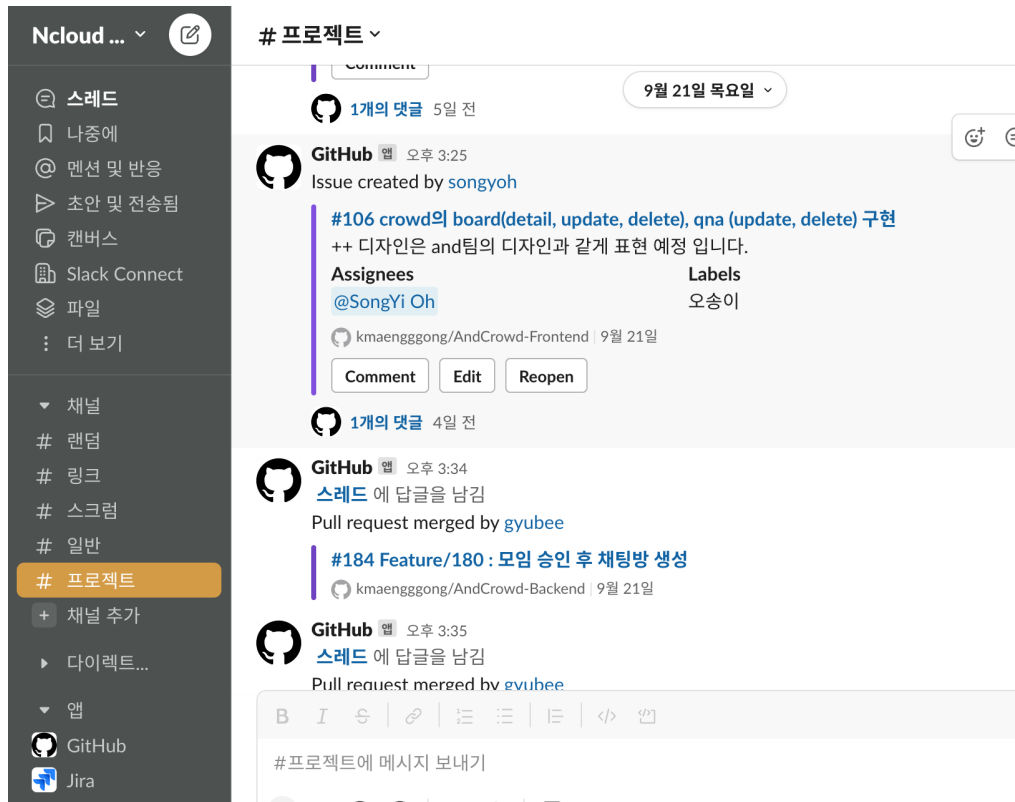 Ncloud ...
스레드
나중에
멘션 및 반응
초안 및 전송됨
캔버스
Slack Connect
파일
더 보기
채널
# 랜덤
# 링크
# 스크럼
# 일반
# 프로젝트
+ 채널 추가
다이렉트...
앱
GitHub
Jira
# 프로젝트
Comment
9월 21일 목요일
1개의 댓글 5일 전
GitHub 앱 오후 3:25
Issue created by songyoh
#106 crowd의 board(detail, update, delete), qna (update, delete) 구현
++ 디자인은 and팀의 디자인과 같게 표현 예정 입니다.
Assignees Labels
@SongYi Oh 오송이
kmaengggong/AndCrowd-Frontend 9월 21일
Comment Edit Reopen
1개의 댓글 4일 전
GitHub 앱 오후 3:34
스레드 에 답글을 남김
Pull request merged by gyubee
#184 Feature/180 : 모임 승인 후 채팅방 생성
kmaengggong/AndCrowd-Backend 9월 21일
GitHub 앱 오후 3:35
스레드 에 답글을 남김
Pull request merged by gyubee
B I S
#프로젝트에 메시지 보내기